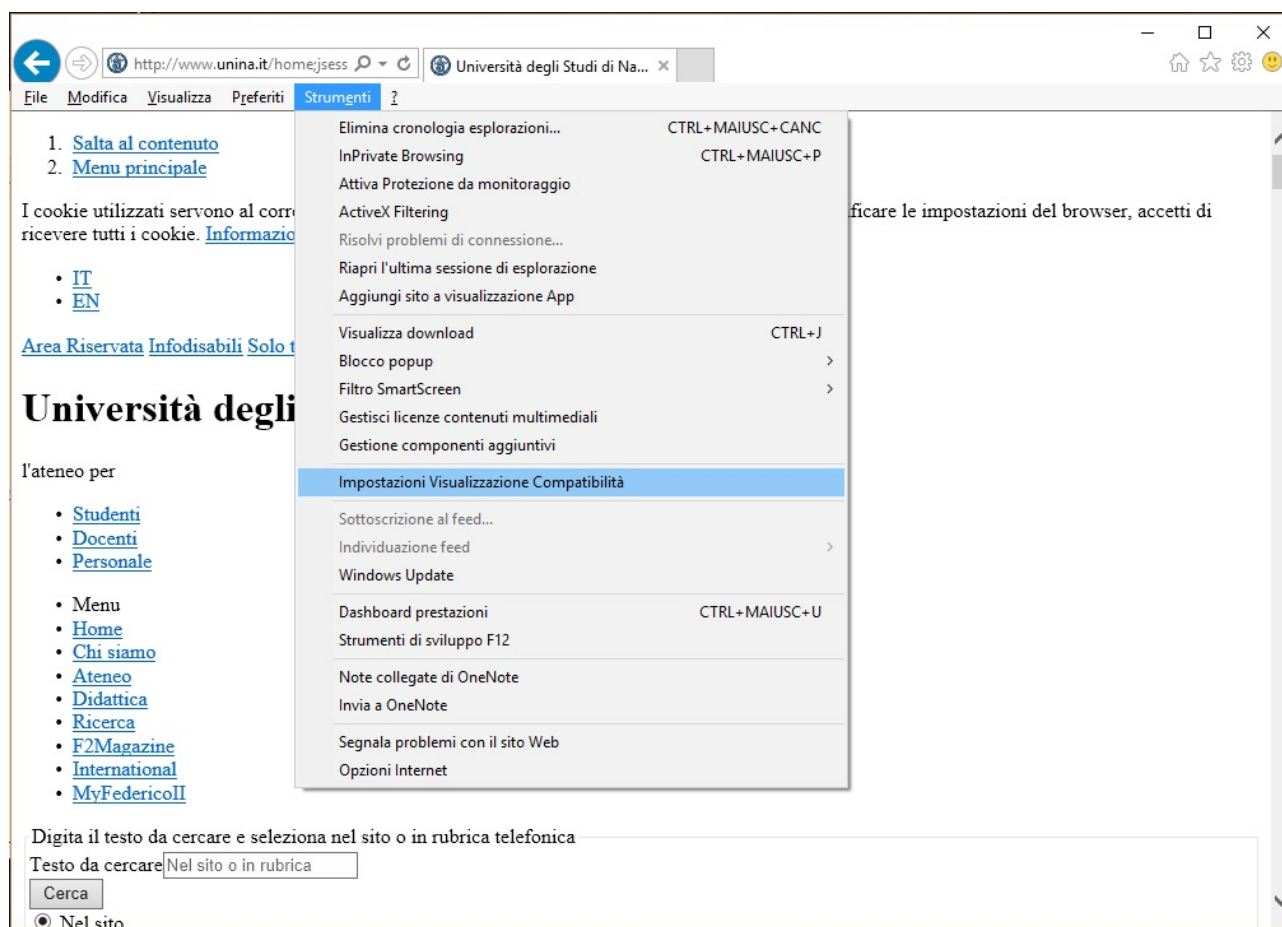 http://www.unina.it/home;jsess
Università degli Studi di Na...
File Modifica Visualizza Preferiti Strumenti ?
1. Salta al contenuto
2. Menu principale
I cookie utilizzati servono al corr
ficare le impostazioni del browser, accetti di
ricevere tutti i cookie. Informazio
• IT
• EN
Area Riservata Infodisabili Solo t
Università degli
l'ateneo per
• Studenti
• Docenti
• Personale
• Menu
• Home
• Chi siamo
• Ateneo
• Didattica
• Ricerca
• F2Magazine
• International
• MyFedericoII
Digita il testo da cercare e seleziona nel sito o in rubrica telefonica
Testo da cercare Nel sito o in rubrica
Cerca
Nel sito
Elimina cronologia esplorazioni... CTRL+MAIUSC+CANC
InPrivate Browsing CTRL+MAIUSC+P
Attiva Protezione da monitoraggio
ActiveX Filtering
Risolvi problemi di connessione...
Riapri l'ultima sessione di esplorazione
Aggiungi sito a visualizzazione App
Visualizza download CTRL+J
Blocco popup
Filtro SmartScreen
Gestisci licenze contenuti multimediali
Gestione componenti aggiuntivi
Impostazioni Visualizzazione Compatibilità
Sottoscrizione al feed...
Individuazione feed
Windows Update
Dashboard prestazioni CTRL+MAIUSC+U
Strumenti di sviluppo F12
Note collegate di OneNote
Invia a OneNote
Segnala problemi con il sito Web
Opzioni Internet